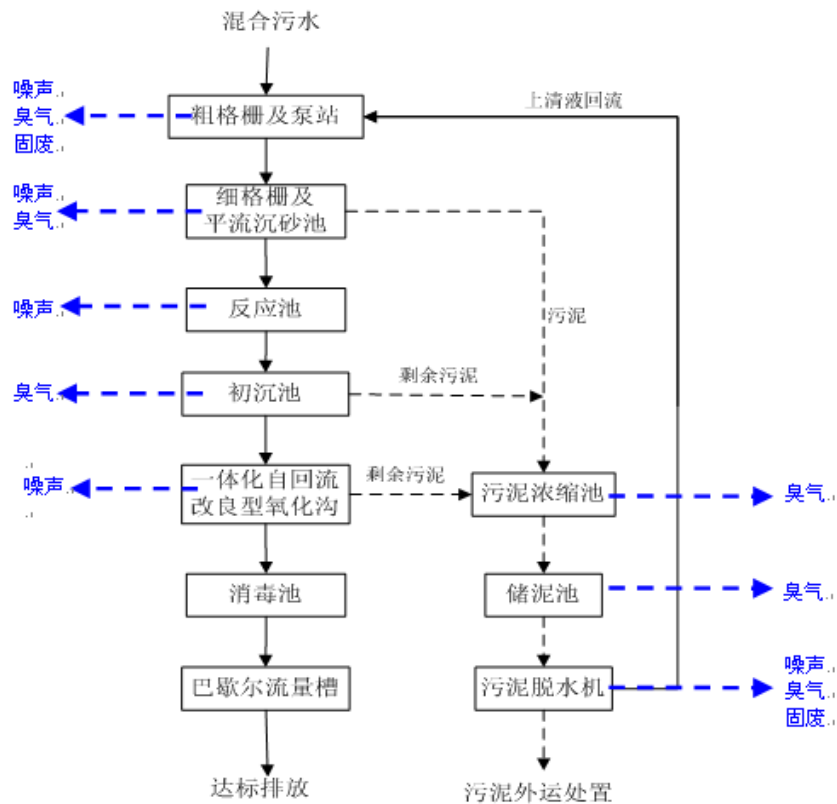 混合污水
噪声
臭气
固废
粗格栅及泵站
上清液回流
噪声
臭气
细格栅及
平流沉砂池
噪声
反应池
污泥
臭气
初沉池
剩余污泥
噪声
一体化自回流
改良型氧化沟
剩余污泥
污泥浓缩池
臭气
消毒池
储泥池
臭气
巴歇尔流量槽
污泥脱水机
噪声
臭气
固废
达标排放
污泥外运处置